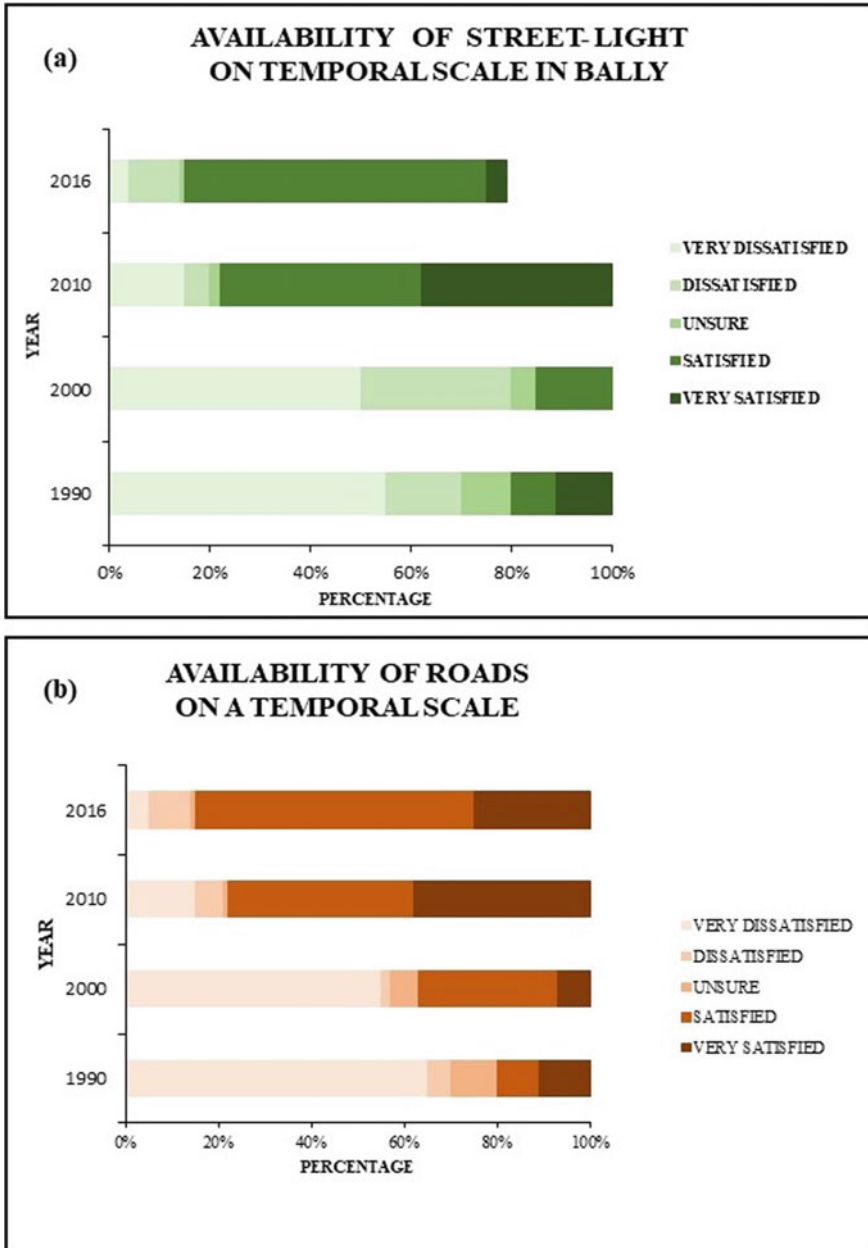 (a)
AVAILABILITY OF STREET-LIGHT
ON TEMPORAL SCALE IN BALLY
YEAR
2016
2010
2000
1990
0% 20% 40% 60% 80% 100%
PERCENTAGE
VERY DISSATISFIED
DISSATISFIED
UNSURE
SATISFIED
VERY SATISFIED
(b)
AVAILABILITY OF ROADS
ON A TEMPORAL SCALE
YEAR
2016
2010
2000
1990
0% 20% 40% 60% 80% 100%
PERCENTAGE
VERY DISSATISFIED
DISSATISFIED
UNSURE
SATISFIED
VERY SATISFIED